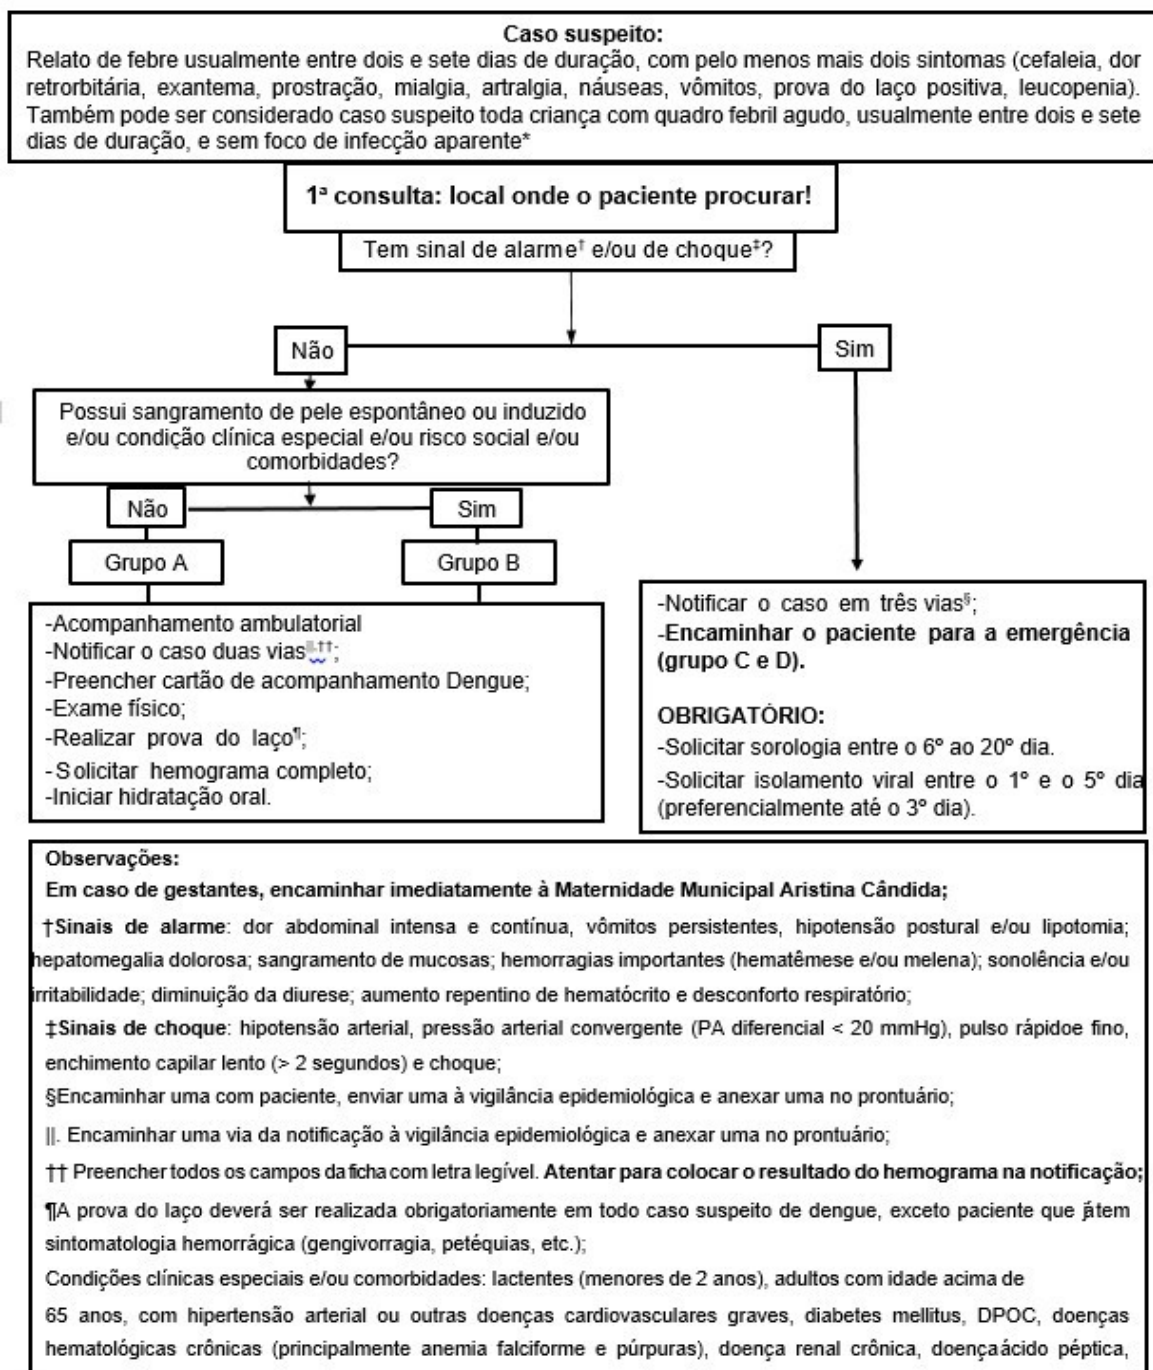 Caso suspeito:
Relato de febre usualmente entre dois e sete dias de duração, com pelo menos mais dois sintomas (cefaleia, dor
retrorbitária, exantema, prostração, mialgia, artralgia, náuseas, vômitos, prova do laço positiva, leucopenia).
Também pode ser considerado caso suspeito toda criança com quadro febril agudo, usualmente entre dois e sete
dias de duração, e sem foco de infecção aparente*
1ª consulta: local onde o paciente procurar!
Tem sinal de alarme† e/ou de choque‡?
Não
Sim
Possui sangramento de pele espontâneo ou induzido
e/ou condição clínica especial e/ou risco social e/ou
comorbidades?
Não
Sim
Grupo A
Grupo B
-Acompanhamento ambulatorial
-Notificar o caso duas vias||,††;
-Preencher cartão de acompanhamento Dengue;
-Exame físico;
-Realizar prova do laço¶;
-Solicitar hemograma completo;
-Iniciar hidratação oral.
-Notificar o caso em três vias§;
-Encaminhar o paciente para a emergência
(grupo C e D).
OBRIGATÓRIO:
-Solicitar sorologia entre o 6º ao 20º dia.
-Solicitar isolamento viral entre o 1º e o 5º dia
(preferencialmente até o 3º dia).
Observações:
Em caso de gestantes, encaminhar imediatamente à Maternidade Municipal Aristina Cândida;
†Sinais de alarme: dor abdominal intensa e contínua, vômitos persistentes, hipotensão postural e/ou lipotomia;
hepatomegalia dolorosa; sangramento de mucosas; hemorragias importantes (hematêmese e/ou melena); sonolência e/ou
irritabilidade; diminuição da diurese; aumento repentino de hematócrito e desconforto respiratório;
‡Sinais de choque: hipotensão arterial, pressão arterial convergente (PA diferencial < 20 mmHg), pulso rápidoe fino,
enchimento capilar lento (> 2 segundos) e choque;
§Encaminhar uma com paciente, enviar uma à vigilância epidemiológica e anexar uma no prontuário;
||. Encaminhar uma via da notificação à vigilância epidemiológica e anexar uma no prontuário;
†† Preencher todos os campos da ficha com letra legível. Atentar para colocar o resultado do hemograma na notificação;
¶A prova do laço deverá ser realizada obrigatoriamente em todo caso suspeito de dengue, exceto paciente que já tem
sintomatologia hemorrágica (gengivorragia, petéquias, etc.);
Condições clínicas especiais e/ou comorbidades: lactentes (menores de 2 anos), adultos com idade acima de
65 anos, com hipertensão arterial ou outras doenças cardiovasculares graves, diabetes mellitus, DPOC, doenças
hematológicas crônicas (principalmente anemia falciforme e púrpuras), doença renal crônica, doençaácido péptica,